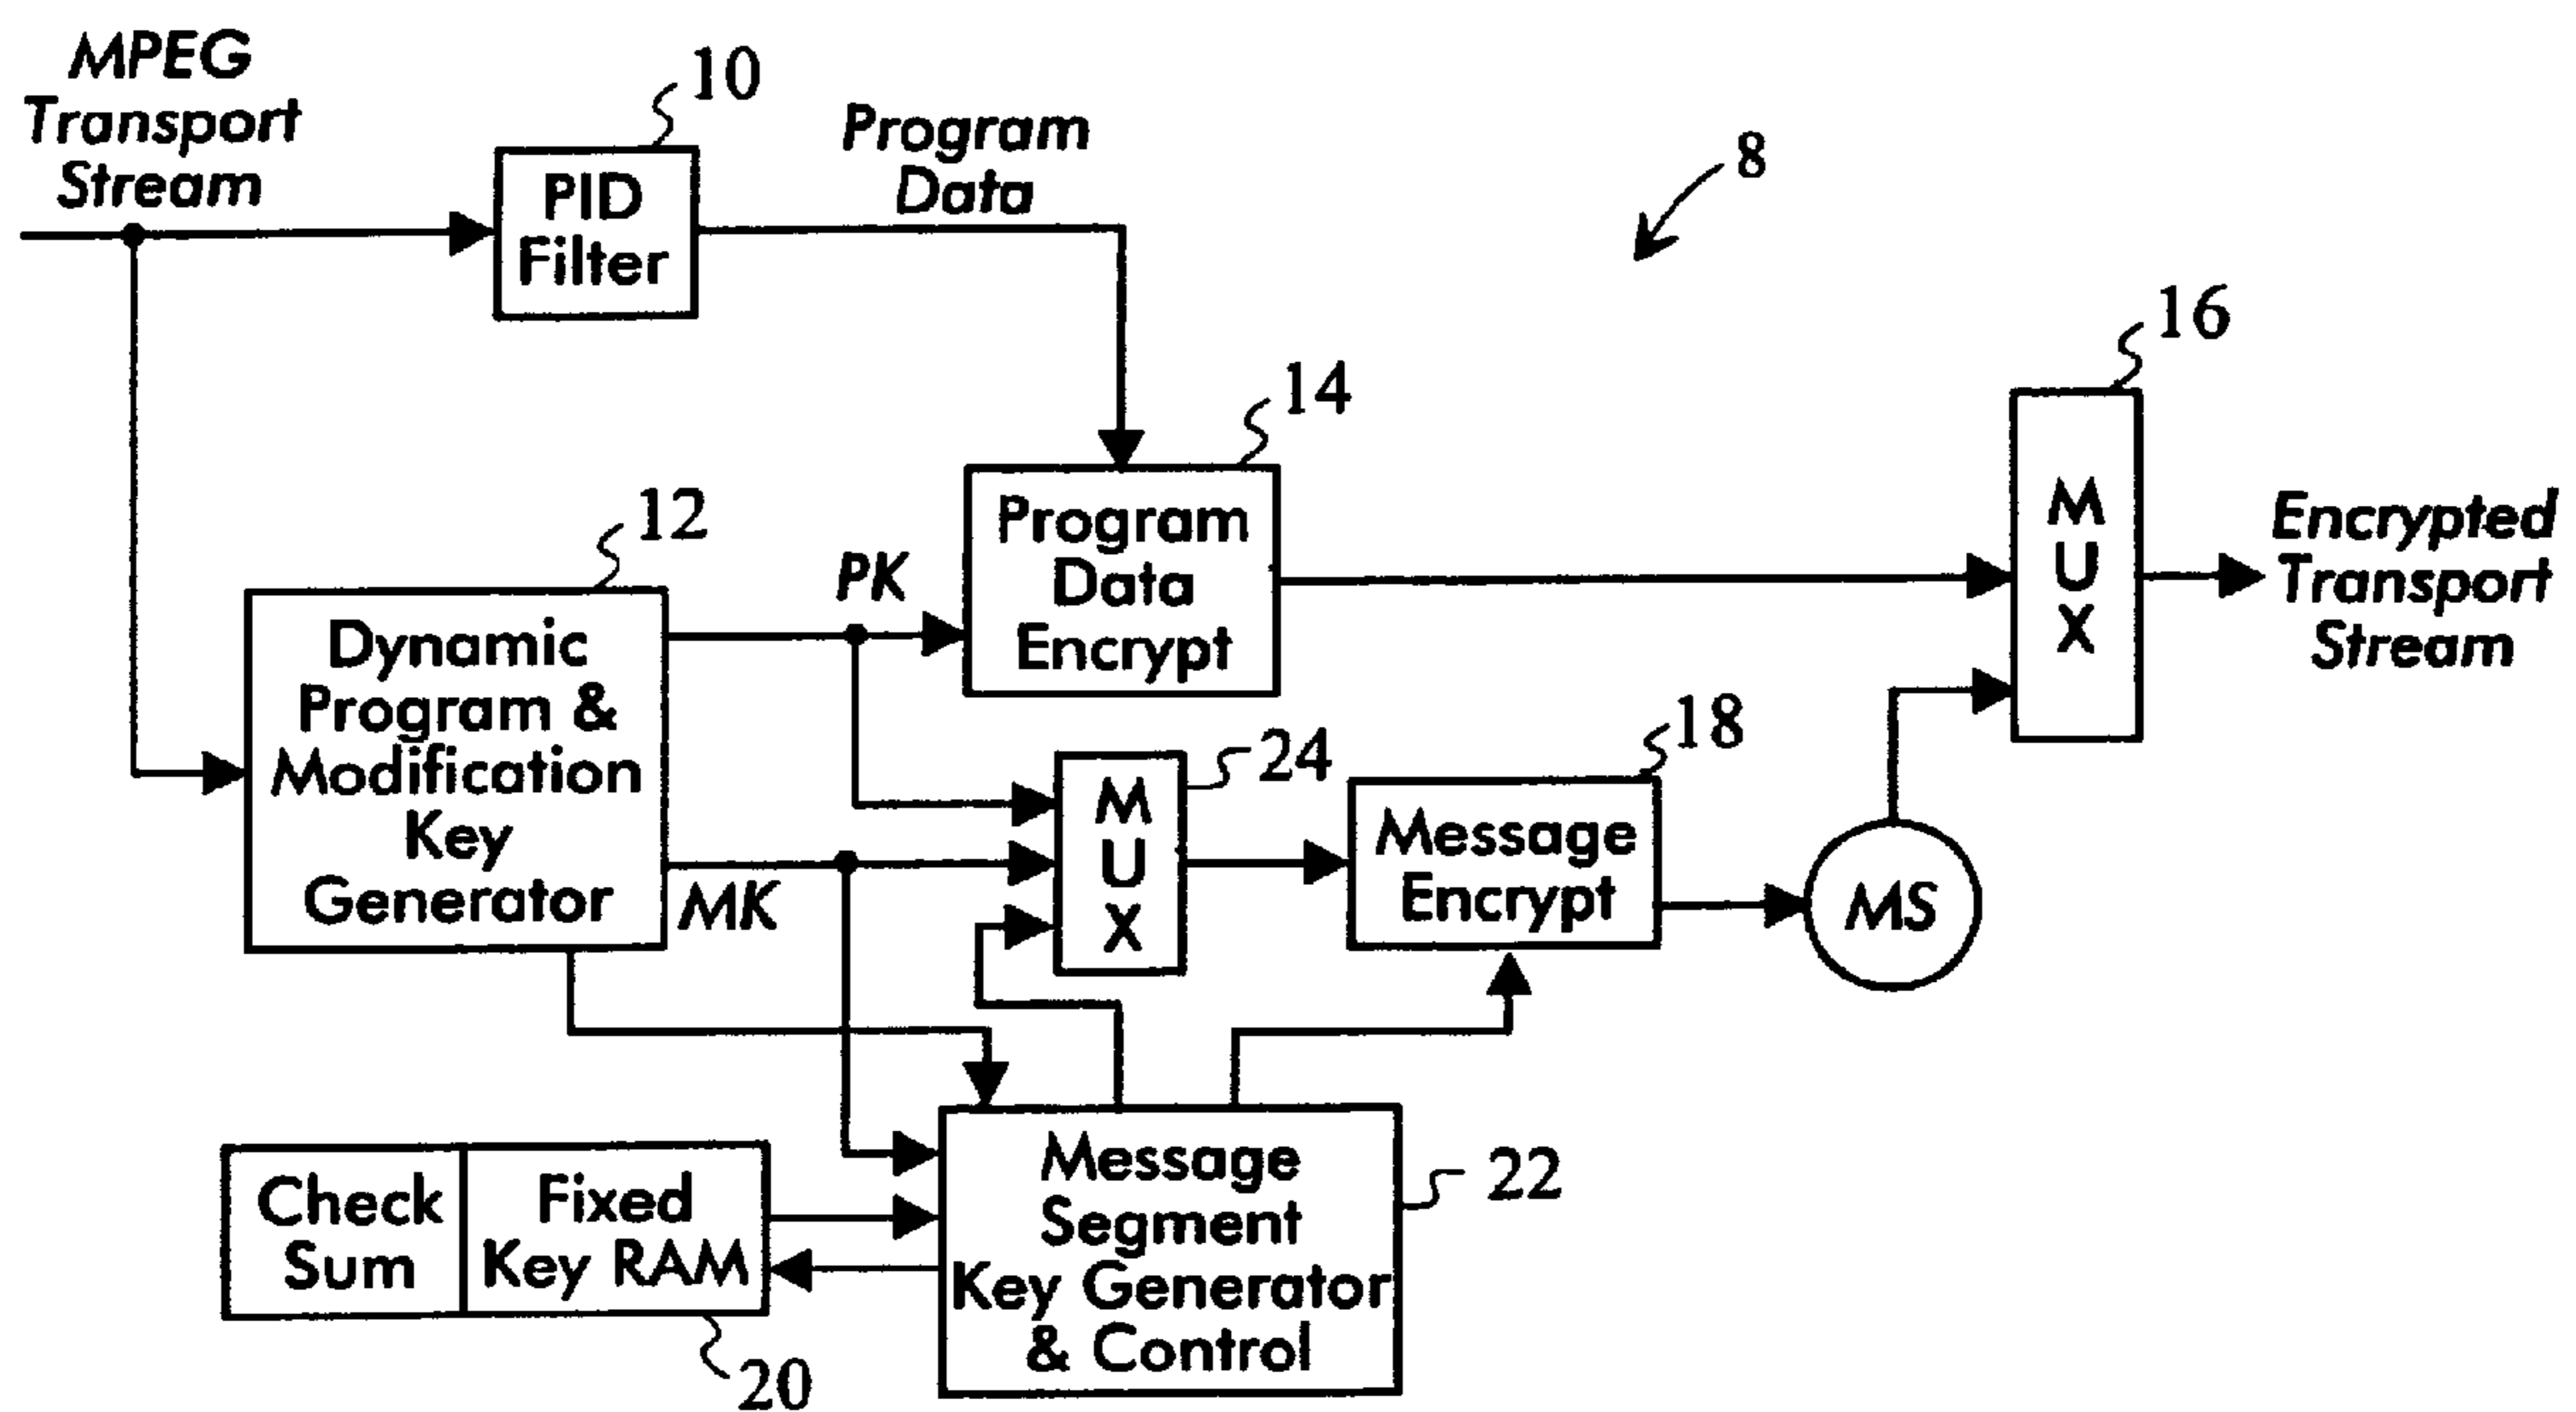 MPEG
Transport
Stream
10
PID
Filter
Program
Data
8
14
Program
Data
Encrypt
16
M
U
X
Encrypted
Transport
Stream
12
Dynamic
Program &
Modification
Key
Generator
PK
MK
24
M
U
X
18
Message
Encrypt
MS
Check
Sum
Fixed
Key RAM
20
Message
Segment
Key Generator
& Control
22